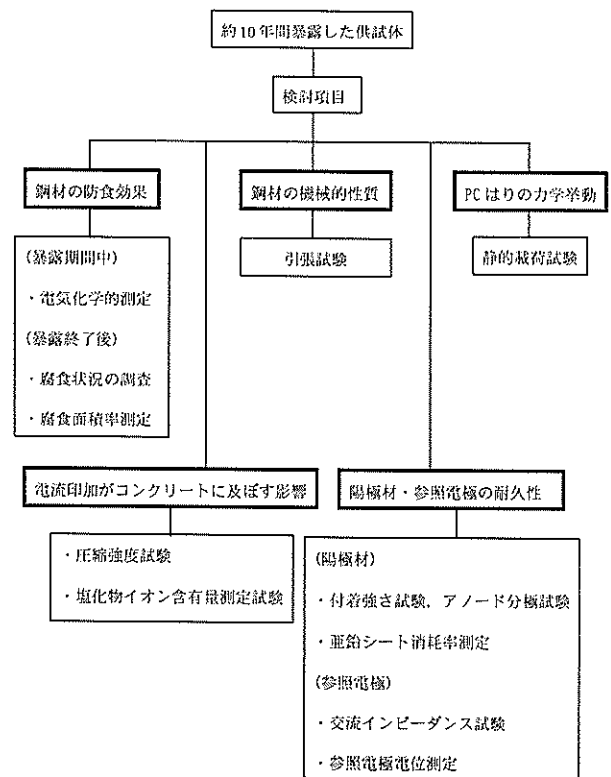 約10年間暴露した供試体
検討項目
鋼材の防食効果
鋼材の機械的性質
PCはりの力学挙動
(暴露期間中)
・電気化学的測定
(暴露終了後)
・腐食状況の調査
・腐食面積率測定
引張試験
静的載荷試験
電流印加がコンクリートに及ぼす影響
陽極材・参照電極の耐久性
・圧縮強度試験
・塩化物イオン含有量測定試験
(陽極材)
・付着強さ試験，アノード分極試験
・亜鉛シート消耗率測定
(参照電極)
・交流インピーダンス試験
・参照電極電位測定